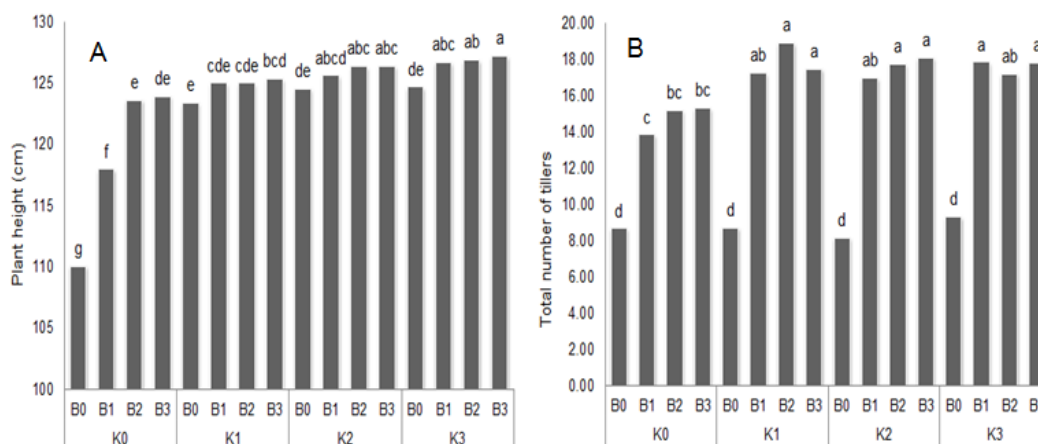 A
Plant height (cm)
130
125
120
115
110
105
100
g f e de e cde cde bcd de abcd abc abc de abc ab a
B0 B1 B2 B3 B0 B1 B2 B3 B0 B1 B2 B3 B0 B1 B2 B3
K0 K1 K2 K3
B
Total number of tillers
20.00
18.00
16.00
14.00
12.00
10.00
8.00
6.00
4.00
2.00
0.00
d c bc bc d ab a a d ab a a d a ab a
B0 B1 B2 B3 B0 B1 B2 B3 B0 B1 B2 B3 B0 B1 B2
K0 K1 K2 K3